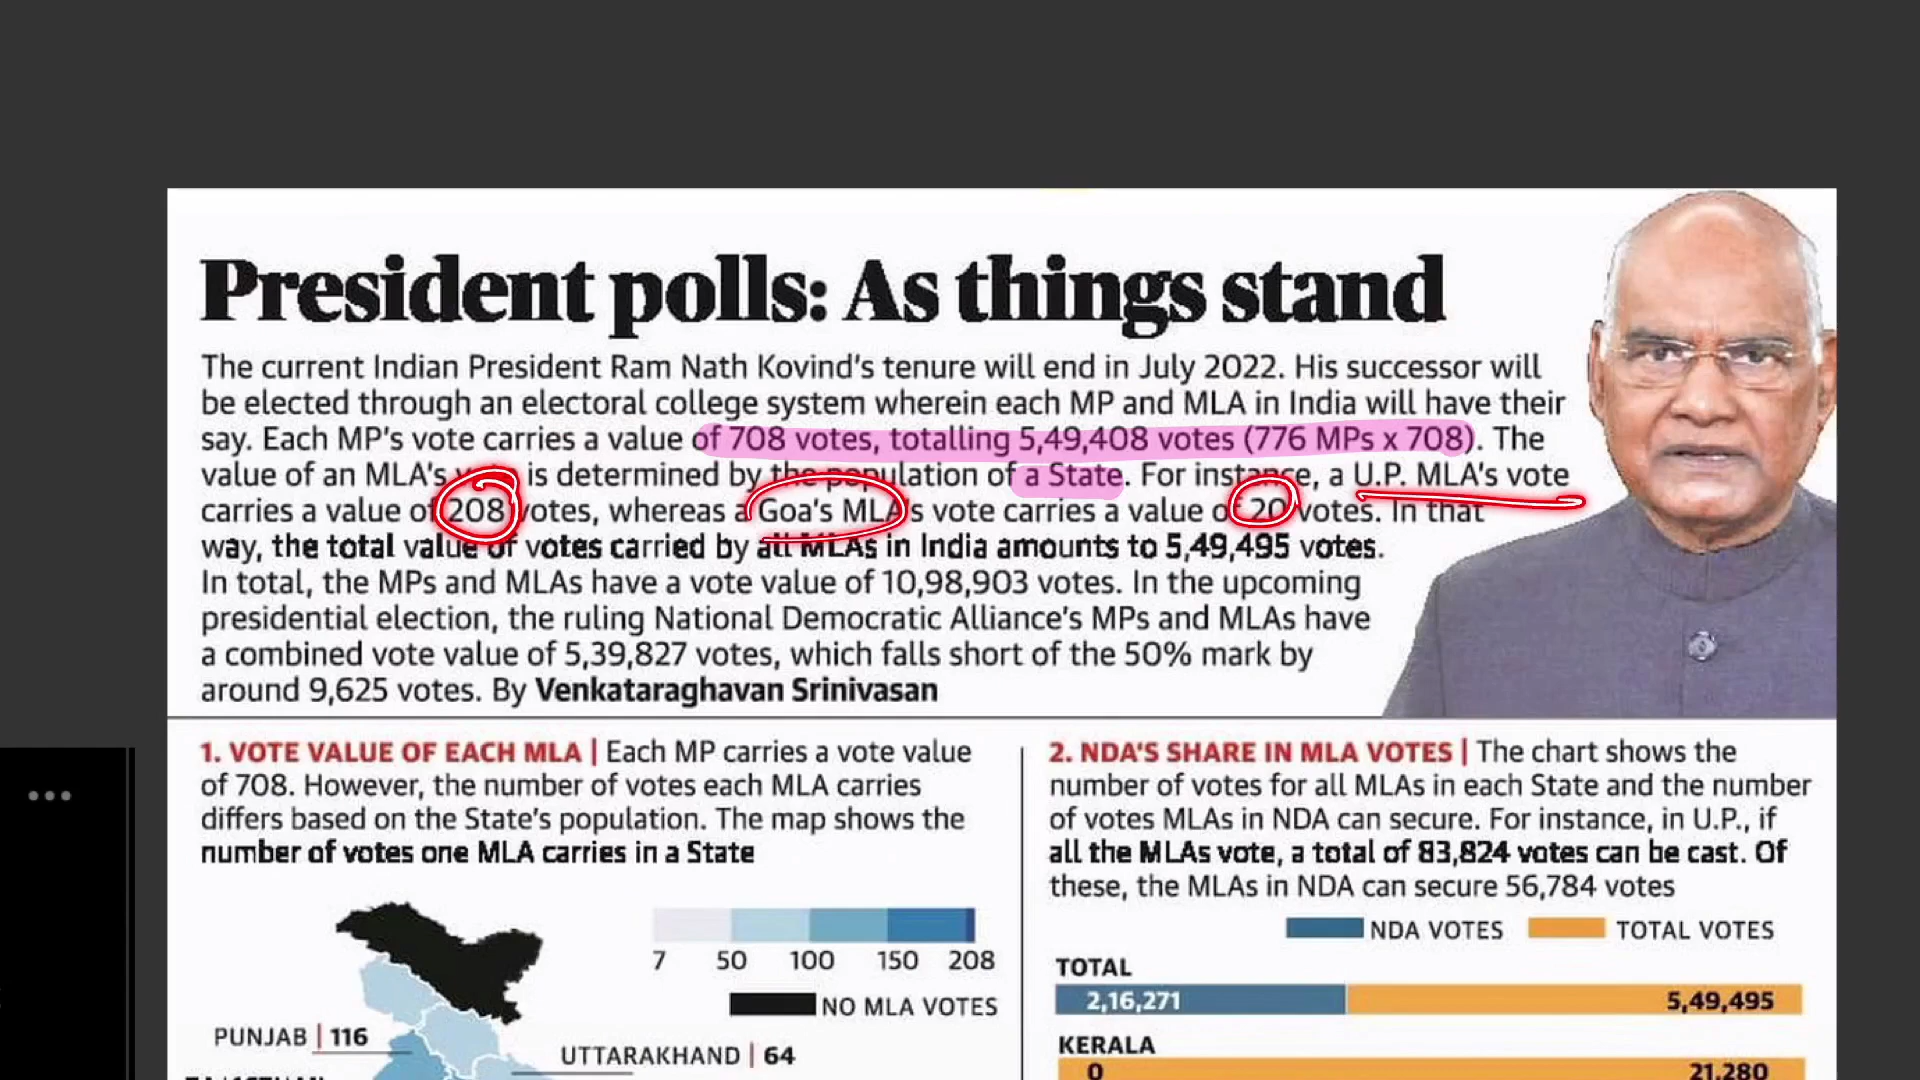 President polls: As things stand
The current Indian President Ram Nath Kovind's tenure will end in July 2022. His successor will
be elected through an electoral college system wherein each MP and MLA in India will have their
say. Each MP's vote carries a value of 708 votes, totalling 5,49,408 votes (776 MPs x 708). The
value of an MLA's vote is determined by the population of a State. For instance, a U.P. MLA's vote
carries a value of 208 votes, whereas a Goa's MLA's vote carries a value of 20 votes. In that
way, the total value of votes carried by all MLAs in India amounts to 5,49,495 votes.
In total, the MPs and MLAs have a vote value of 10,98,903 votes. In the upcoming
presidential election, the ruling National Democratic Alliance's MPs and MLAs have
a combined vote value of 5,39,827 votes, which falls short of the 50% mark by
around 9,625 votes. By Venkataraghavan Srinivasan
1. VOTE VALUE OF EACH MLA | Each MP carries a vote value
of 708. However, the number of votes each MLA carries
differs based on the State's population. The map shows the
number of votes one MLA carries in a State
7 50 100 150 208
NO MLA VOTES
PUNJAB | 116
UTTARAKHAND | 64
2. NDA'S SHARE IN MLA VOTES | The chart shows the
number of votes for all MLAs in each State and the number
of votes MLAs in NDA can secure. For instance, in U.P., if
all the MLAs vote, a total of 83,824 votes can be cast. Of
these, the MLAs in NDA can secure 56,784 votes
NDA VOTES TOTAL VOTES
TOTAL
2,16,271 5,49,495
KERALA
0 21,280